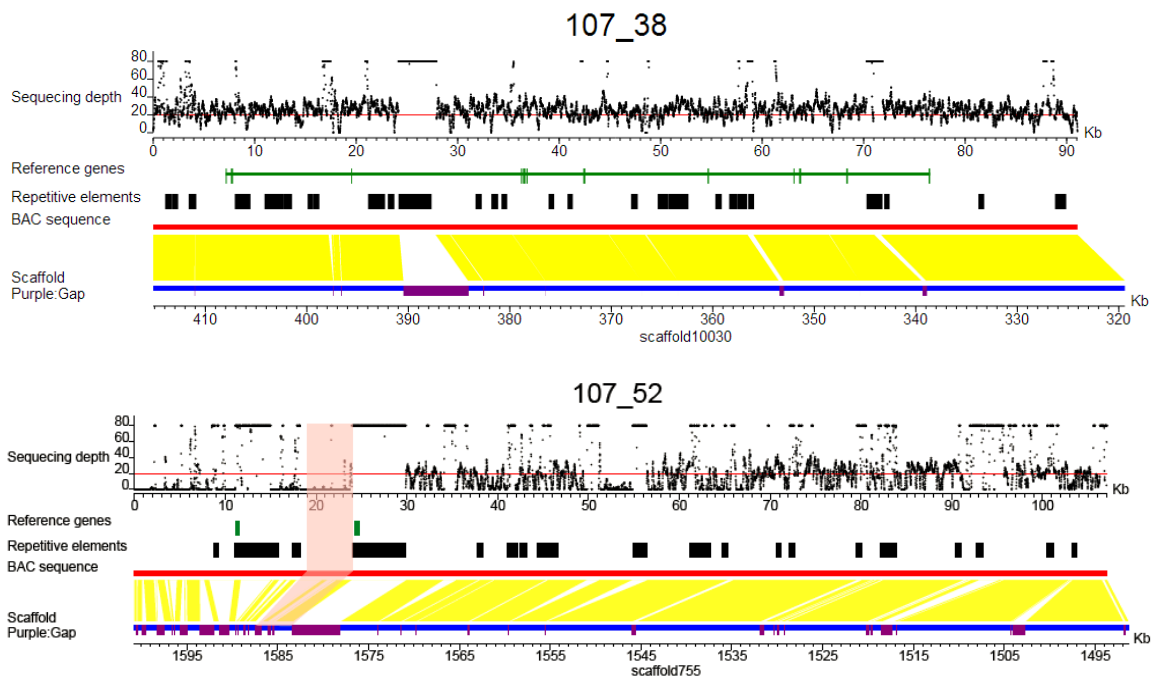 107_38
80
60
40
20
0
Sequecing depth
Kb
0 10 20 30 40 50 60 70 80 90
Reference genes
Repetitive elements
BAC sequence
Scaffold
Purple:Gap
Kb
410 400 390 380 370 360 350 340 330 320
scaffold10030
107_52
80
60
40
20
0
Sequecing depth
Kb
0 10 20 30 40 50 60 70 80 90 100
Reference genes
Repetitive elements
BAC sequence
Scaffold
Purple:Gap
Kb
1595 1585 1575 1565 1555 1545 1535 1525 1515 1505 1495
scaffold755